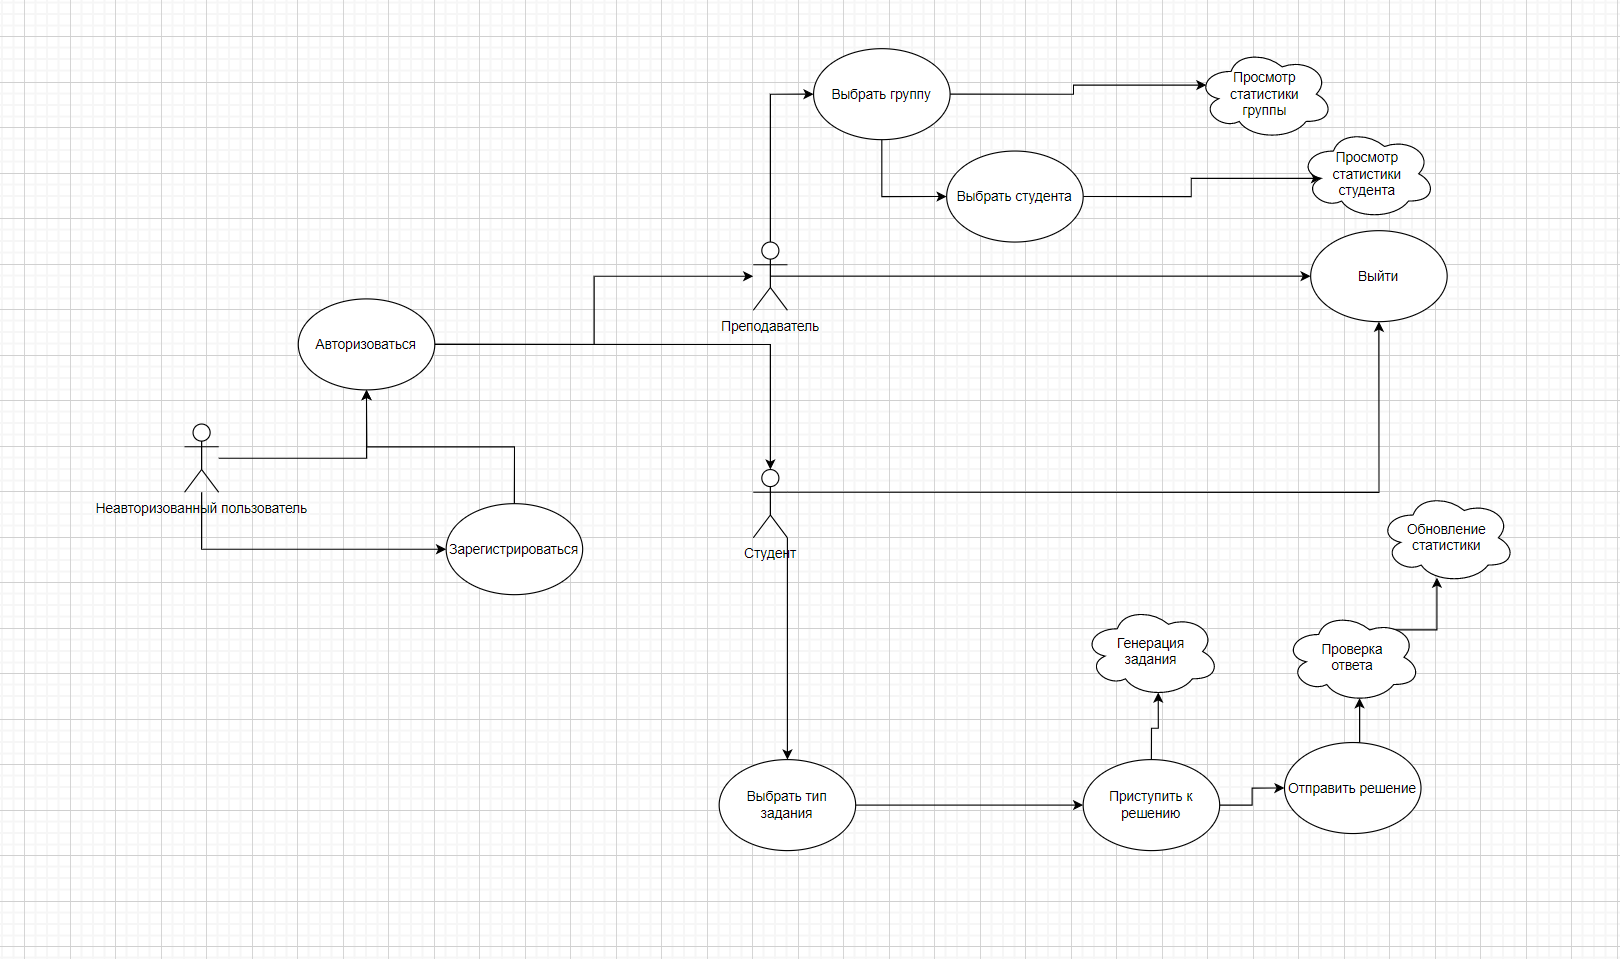 Выбрать группу
Просмотр
статистики
группы
Просмотр
статистики
студента
Выбрать студента
Выйти
Преподаватель
Авторизоваться
Неавторизованный пользователь
Зарегистрироваться
Студент
Обновление
статистики
Генерация
задания
Проверка
ответа
Выбрать тип
задания
Приступить к
решению
Отправить решение